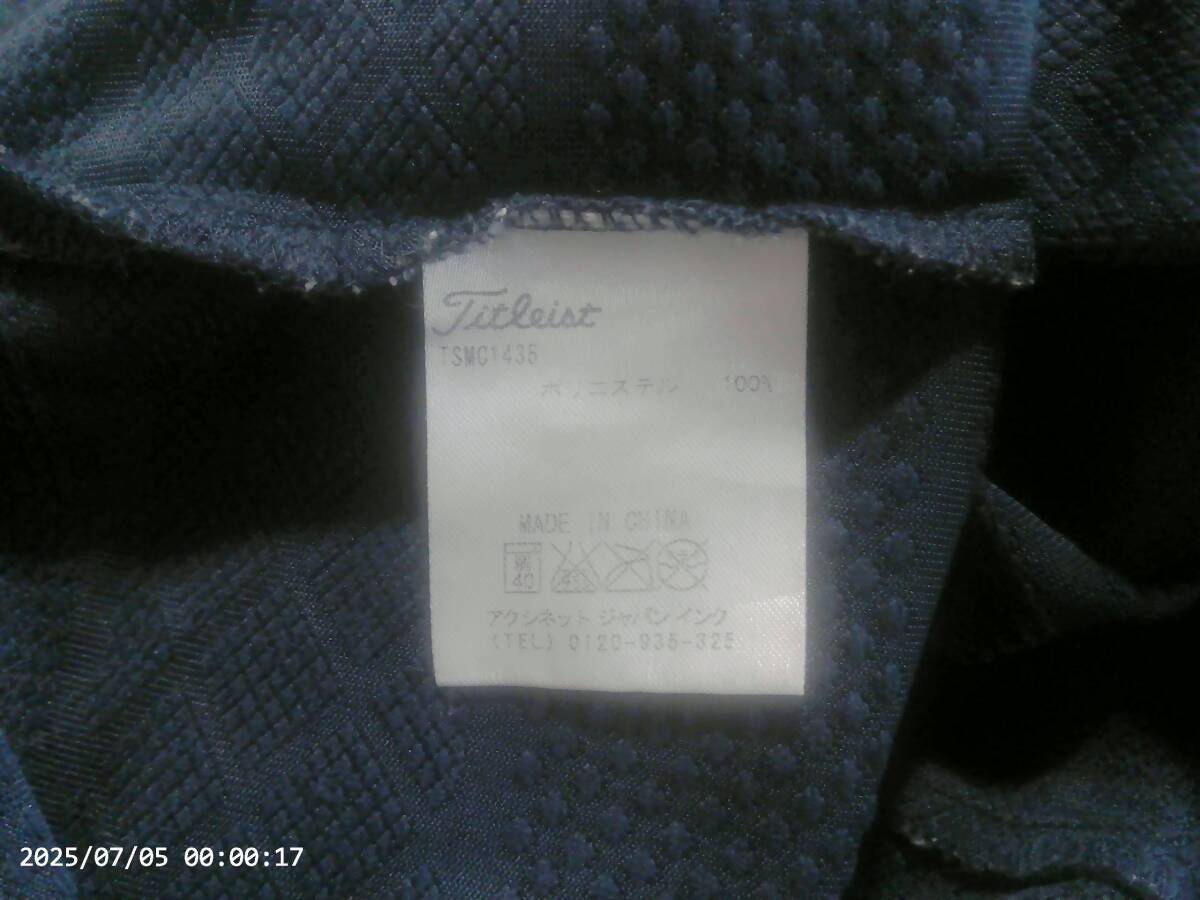 Titleist
TSMC1435
ポリエステル 100%
MADE IN CHINA
40
アクシネット ジャパン インク
(TEL) 0120-935-325
2025/07/05 00:00:17